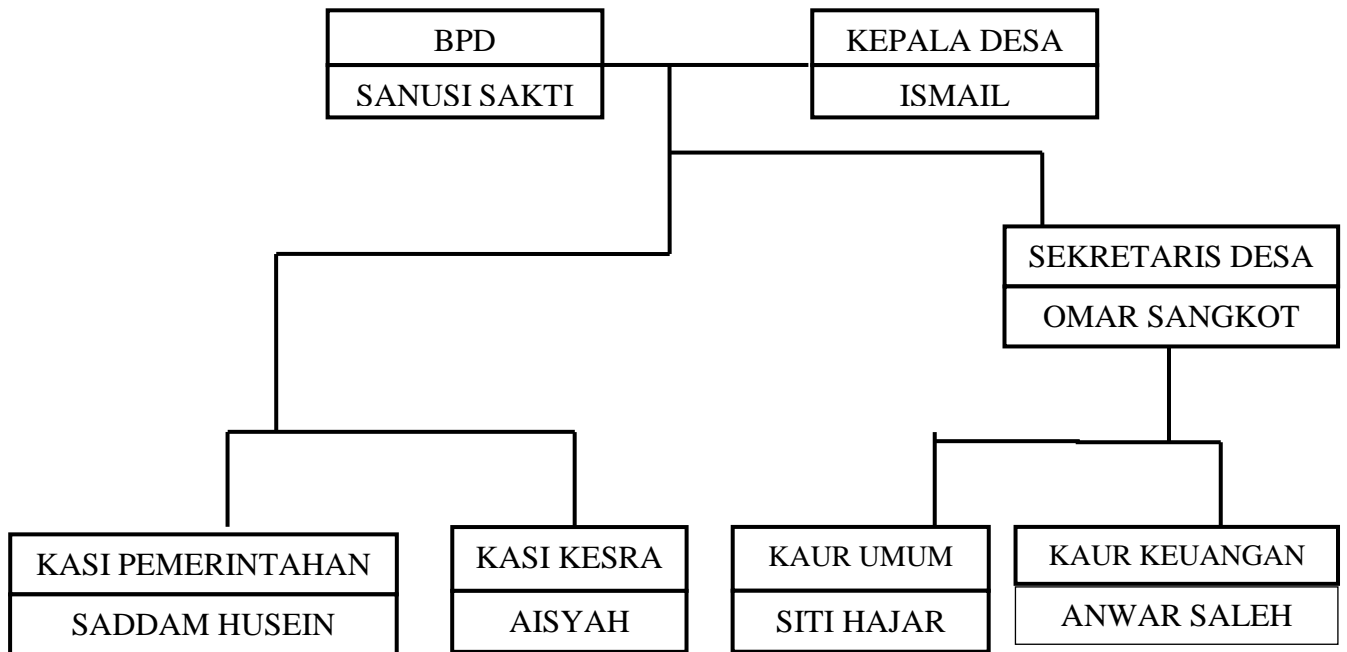 BPD
SANUSI SAKTI
KEPALA DESA
ISMAIL
SEKRETARIS DESA
OMAR SANGKOT
KASI PEMERINTAHAN
SADDAM HUSEIN
KASI KESRA
AISYAH
KAUR UMUM
SITI HAJAR
KAUR KEUANGAN
ANWAR SALEH